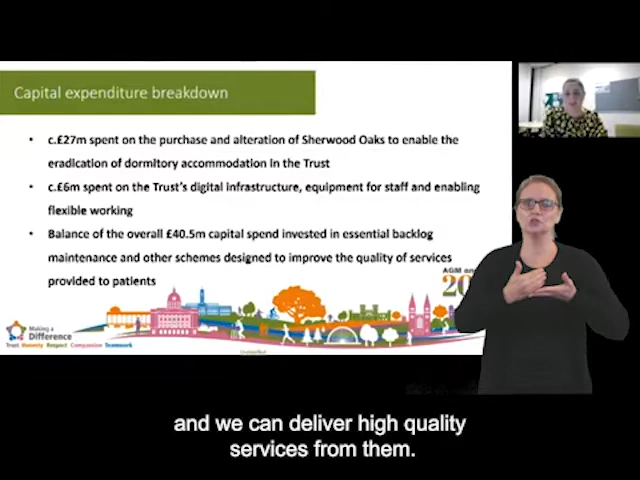 Capital expenditure breakdown
• c.£27m spent on the purchase and alteration of Sherwood Oaks to enable the
eradication of dormitory accommodation in the Trust
• c.£6m spent on the Trust's digital infrastructure, equipment for staff and enabling
flexible working
• Balance of the overall £40.5m capital spend invested in essential backlog
maintenance and other schemes designed to improve the quality of services
provided to patients
AGM an
20
Making a
Difference
Trust Honesty Respect Compassion Teamwork
and we can deliver high quality
services from them.